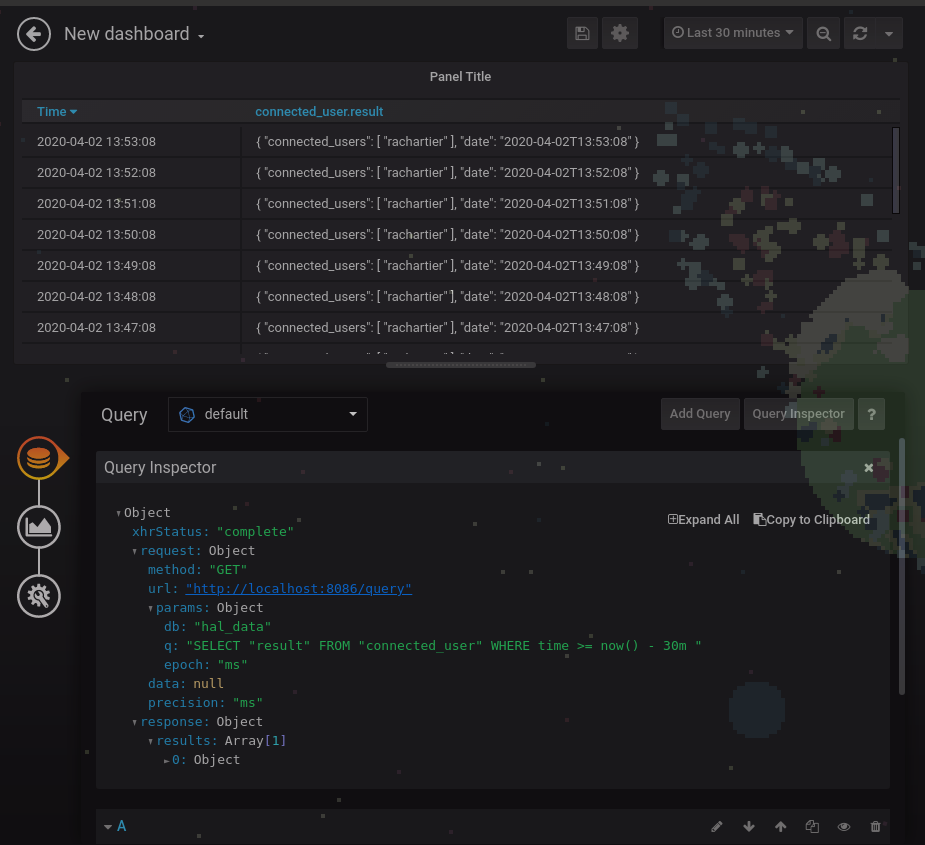 New dashboard
Last 30 minutes
Panel Title
Time connected_user.result
2020-04-02 13:53:08 { "connected_users": [ "rachartier" ], "date": "2020-04-02T13:53:08" }
2020-04-02 13:52:08 { "connected_users": [ "rachartier" ], "date": "2020-04-02T13:52:08" }
2020-04-02 13:51:08 { "connected_users": [ "rachartier" ], "date": "2020-04-02T13:51:08" }
2020-04-02 13:50:08 { "connected_users": [ "rachartier" ], "date": "2020-04-02T13:50:08" }
2020-04-02 13:49:08 { "connected_users": [ "rachartier" ], "date": "2020-04-02T13:49:08" }
2020-04-02 13:48:08 { "connected_users": [ "rachartier" ], "date": "2020-04-02T13:48:08" }
2020-04-02 13:47:08 { "connected_users": [ "rachartier" ], "date": "2020-04-02T13:47:08" }
Query default Add Query Query Inspector ?
Query Inspector
Expand All Copy to Clipboard
Object
xhrStatus: "complete"
request: Object
method: "GET"
url: "http://localhost:8086/query"
params: Object
db: "hal_data"
q: "SELECT "result" FROM "connected_user" WHERE time >= now() - 30m "
epoch: "ms"
data: null
precision: "ms"
response: Object
results: Array[1]
0: Object
A